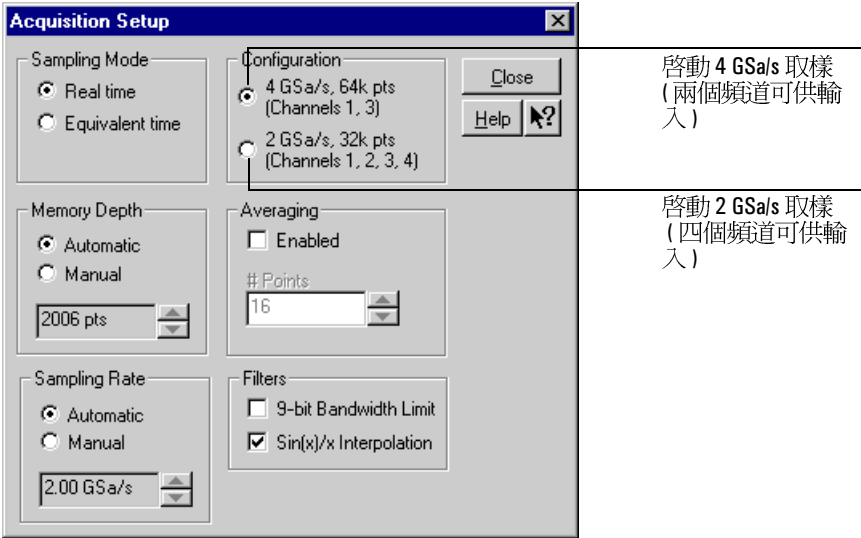 Acquisition Setup
Sampling Mode
Real time
Equivalent time
Configuration
4 GSa/s, 64k pts
(Channels 1, 3)
2 GSa/s, 32k pts
(Channels 1, 2, 3, 4)
Close
Help
?
Memory Depth
Automatic
Manual
2006 pts
Averaging
Enabled
# Points
16
Sampling Rate
Automatic
Manual
2.00 GSa/s
Filters
9-bit Bandwidth Limit
Sin(x)/x Interpolation
啓動 4 GSa/s 取樣
( 兩個頻道可供輸
入 )
啓動 2 GSa/s 取樣
( 四個頻道可供輸
入 )